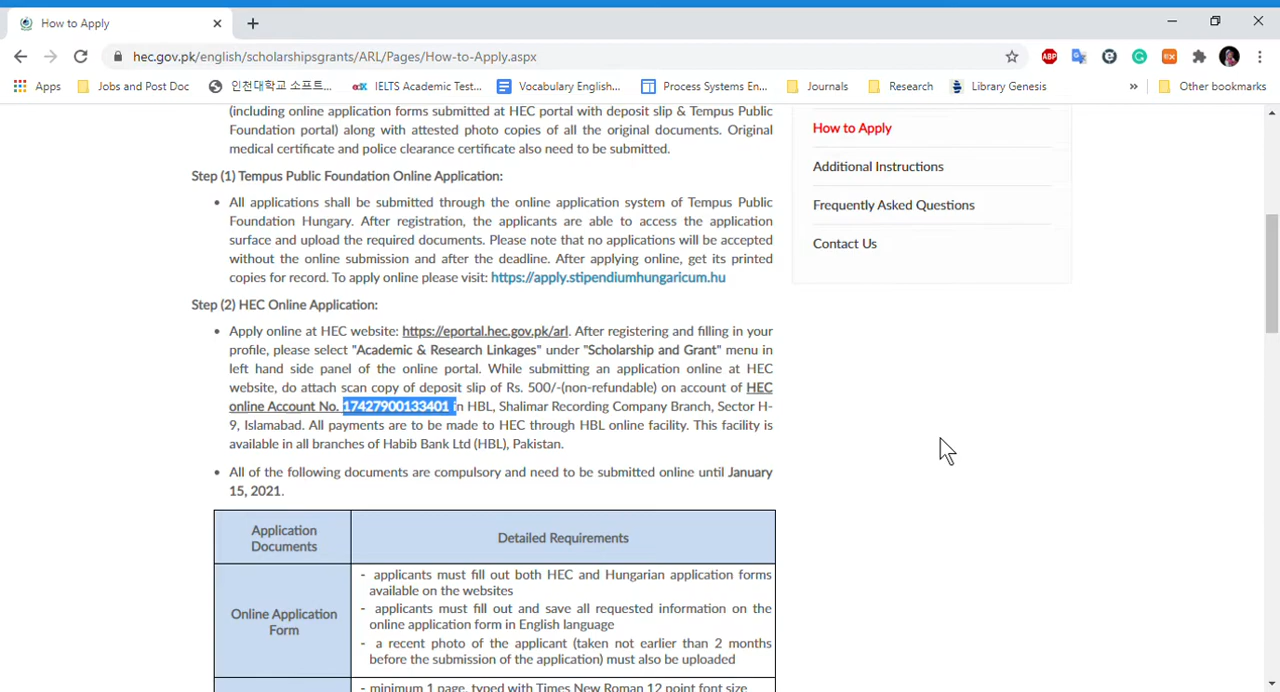 How to Apply
hec.gov.pk/english/scholarshipsgrants/ARL/Pages/How-to-Apply.aspx
ABP
Apps
Jobs and Post Doc
인천대학교 소프트...
IELTS Academic Test...
Vocabulary English...
Process Systems En...
Journals
Research
Library Genesis
»
Other bookmarks
(including online application forms submitted at HEC portal with deposit slip & Tempus Public
Foundation portal) along with attested photo copies of all the original documents. Original
medical certificate and police clearance certificate also need to be submitted.
Step (1) Tempus Public Foundation Online Application:
• All applications shall be submitted through the online application system of Tempus Public
Foundation Hungary. After registration, the applicants are able to access the application
surface and upload the required documents. Please note that no applications will be accepted
without the online submission and after the deadline. After applying online, get its printed
copies for record. To apply online please visit: https://apply.stipendiumhungaricum.hu
Step (2) HEC Online Application:
• Apply online at HEC website: https://eportal.hec.gov.pk/arl. After registering and filling in your
profile, please select "Academic & Research Linkages" under "Scholarship and Grant" menu in
left hand side panel of the online portal. While submitting an application online at HEC
website, do attach scan copy of deposit slip of Rs. 500/-(non-refundable) on account of HEC
online Account No. 17427900133401 in HBL, Shalimar Recording Company Branch, Sector H-
9, Islamabad. All payments are to be made to HEC through HBL online facility. This facility is
available in all branches of Habib Bank Ltd (HBL), Pakistan.
• All of the following documents are compulsory and need to be submitted online until January
15, 2021.
Application
Documents
Detailed Requirements
Online Application
Form
- applicants must fill out both HEC and Hungarian application forms
available on the websites
- applicants must fill out and save all requested information on the
online application form in English language
- a recent photo of the applicant (taken not earlier than 2 months
before the submission of the application) must also be uploaded
- minimum 1 page, typed with Times New Roman 12 point font size
How to Apply
Additional Instructions
Frequently Asked Questions
Contact Us